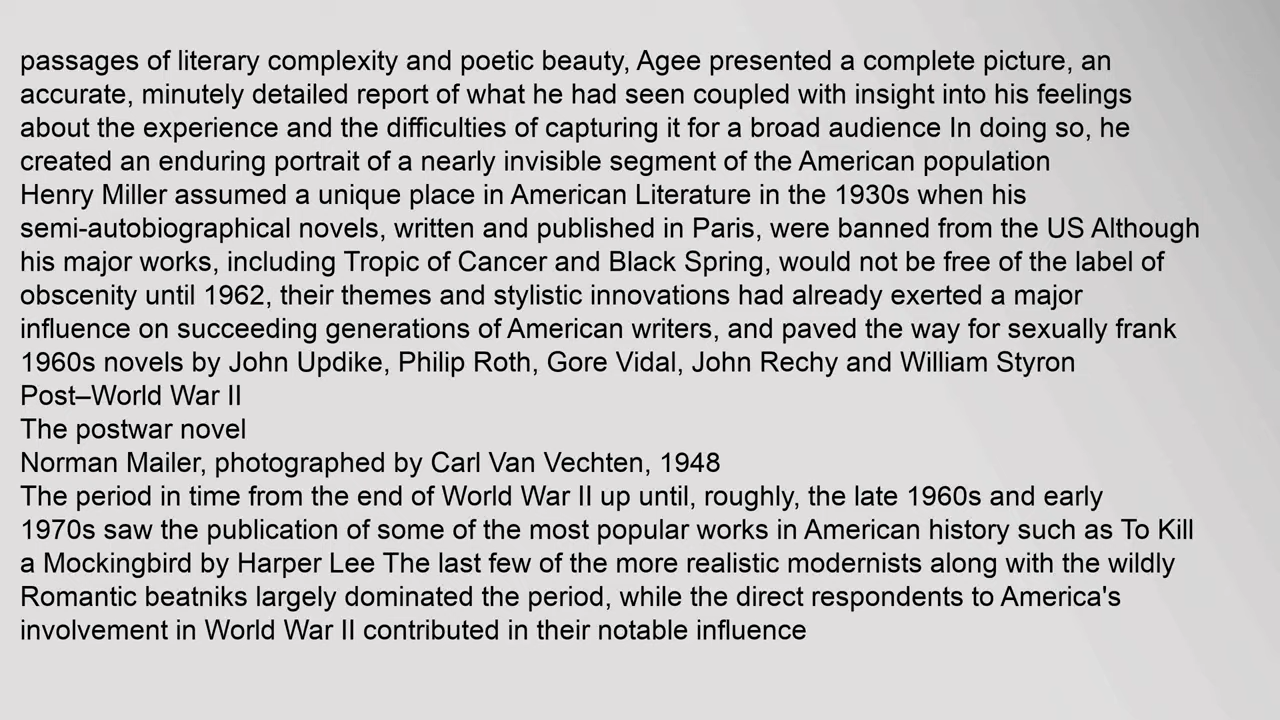 passages of literary complexity and poetic beauty, Agee presented a complete picture, an
accurate, minutely detailed report of what he had seen coupled with insight into his feelings
about the experience and the difficulties of capturing it for a broad audience In doing so, he
created an enduring portrait of a nearly invisible segment of the American population
Henry Miller assumed a unique place in American Literature in the 1930s when his
semi-autobiographical novels, written and published in Paris, were banned from the US Although
his major works, including Tropic of Cancer and Black Spring, would not be free of the label of
obscenity until 1962, their themes and stylistic innovations had already exerted a major
influence on succeeding generations of American writers, and paved the way for sexually frank
1960s novels by John Updike, Philip Roth, Gore Vidal, John Rechy and William Styron
Post–World War II
The postwar novel
Norman Mailer, photographed by Carl Van Vechten, 1948
The period in time from the end of World War II up until, roughly, the late 1960s and early
1970s saw the publication of some of the most popular works in American history such as To Kill
a Mockingbird by Harper Lee The last few of the more realistic modernists along with the wildly
Romantic beatniks largely dominated the period, while the direct respondents to America's
involvement in World War II contributed in their notable influence